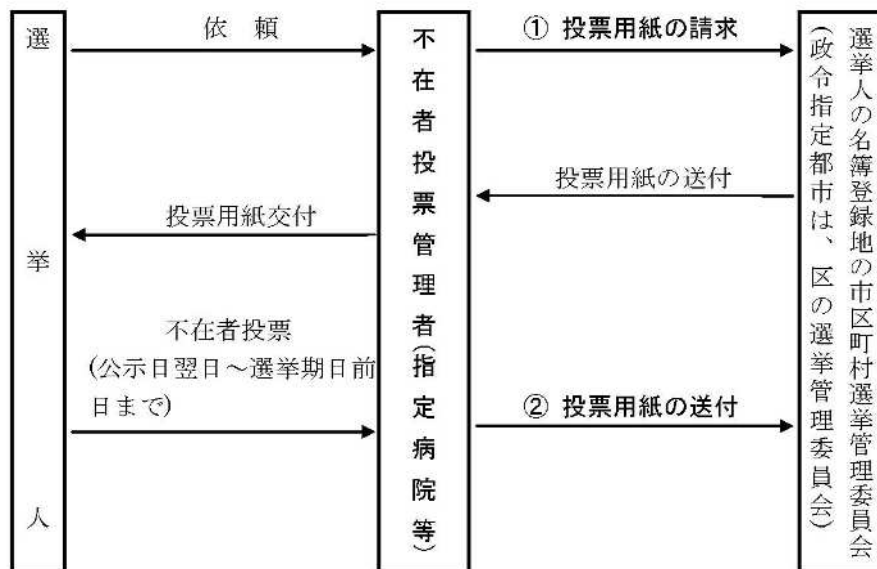 選挙人
依　頼
投票用紙交付
不在者投票
(公示日翌日～選挙期日前
日まで)
不在者投票管理者(指定病院等)
① 投票用紙の請求
投票用紙の送付
② 投票用紙の送付
選挙人の名簿登録地の市区町村選挙管理委員会
(政令指定都市は、区の選挙管理委員会)